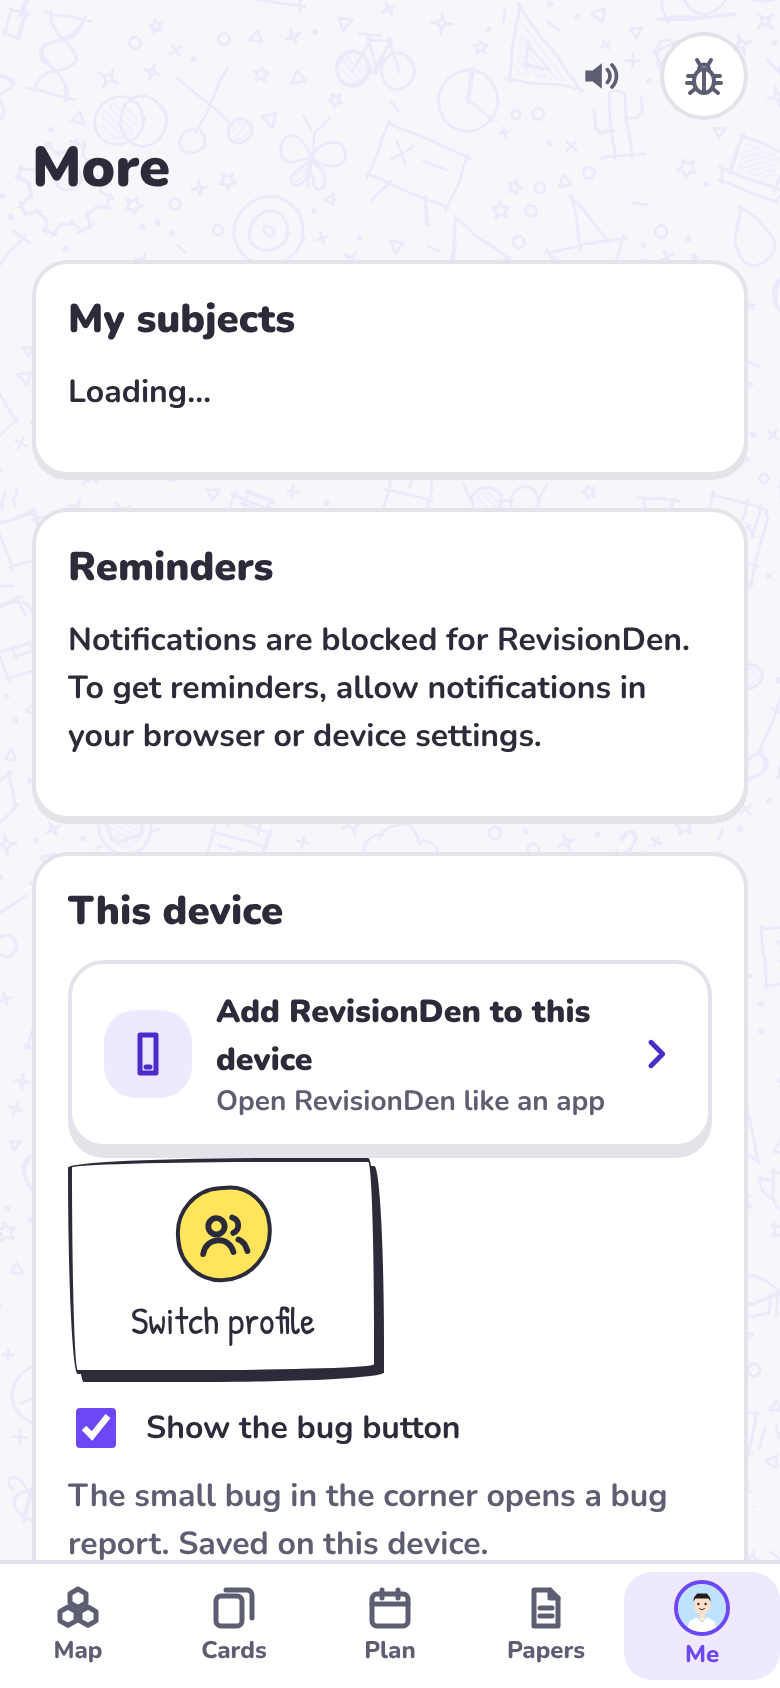 More
My subjects
Loading...
Reminders
Notifications are blocked for RevisionDen.
To get reminders, allow notifications in
your browser or device settings.
This device
Add RevisionDen to this
device
Open RevisionDen like an app
Switch profile
Show the bug button
The small bug in the corner opens a bug
report. Saved on this device.
Map
Cards
Plan
Papers
Me